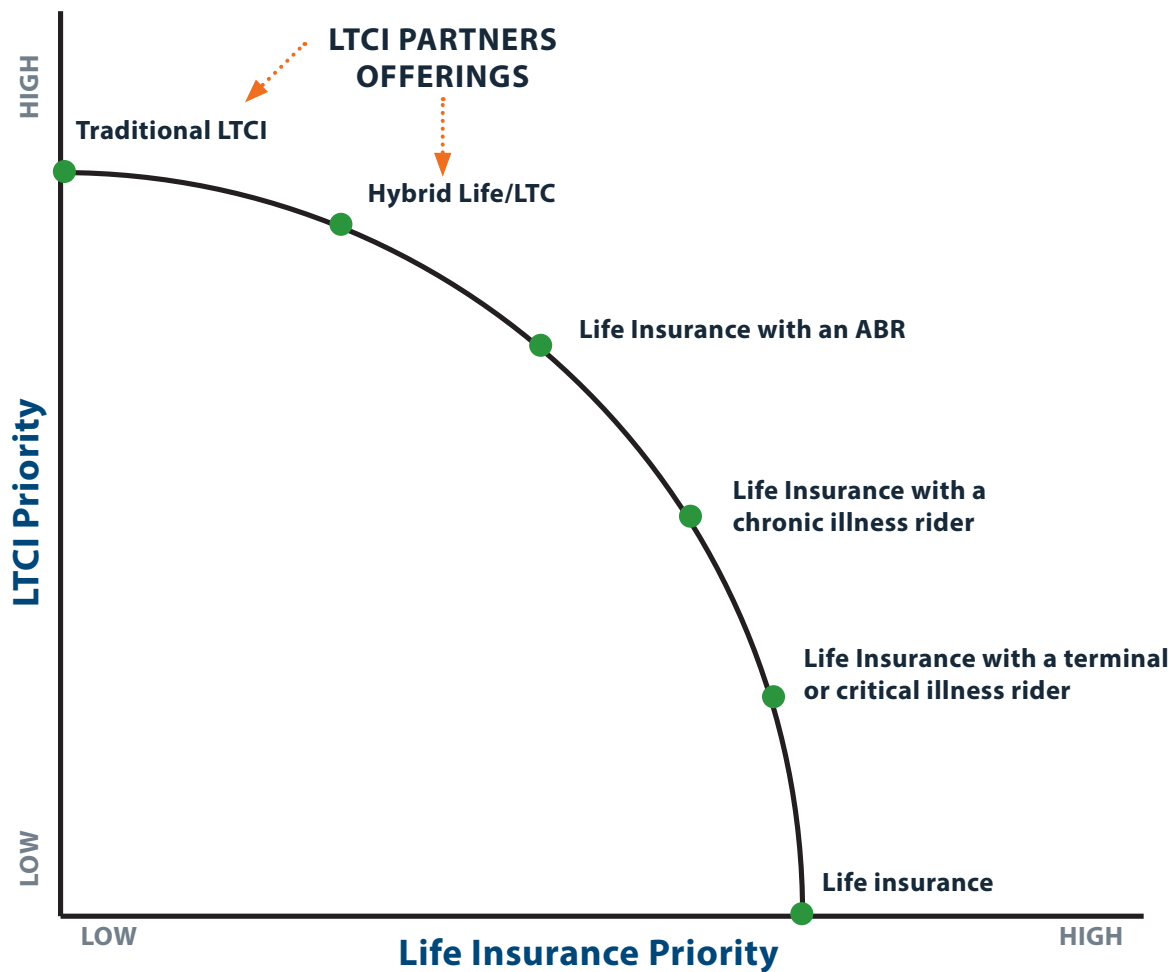 LTCI PARTNERS
OFFERINGS
HIGH
Traditional LTCI
Hybrid Life/LTC
Life Insurance with an ABR
LTCI Priority
Life Insurance with a
chronic illness rider
Life Insurance with a terminal
or critical illness rider
LOW
Life insurance
LOW
Life Insurance Priority
HIGH